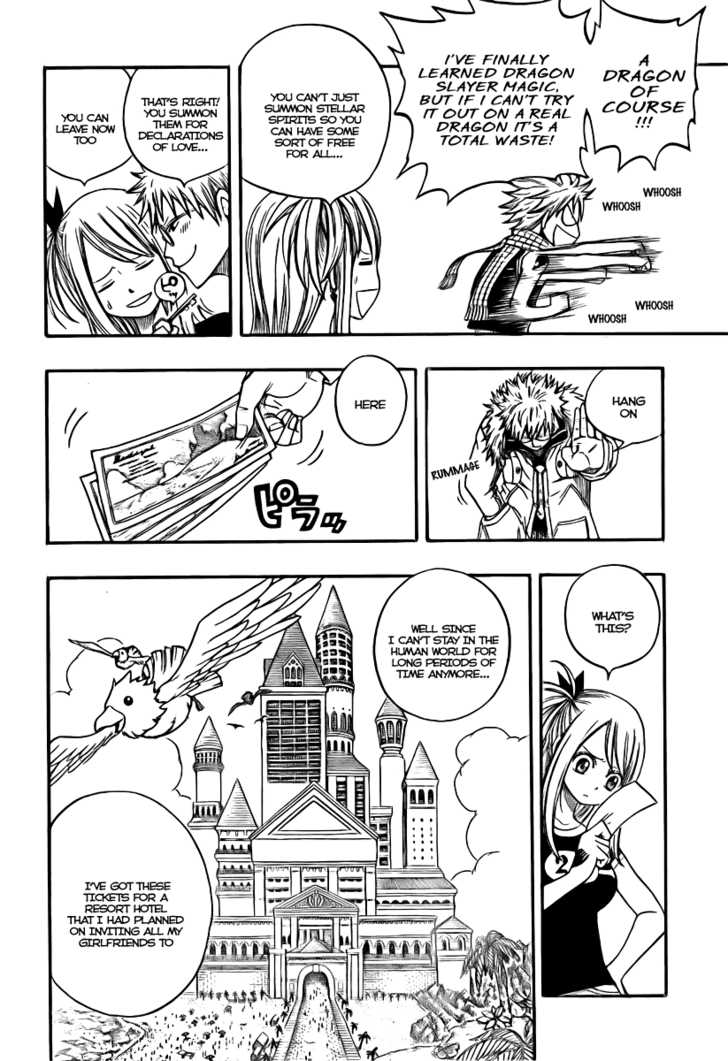 A
DRAGON
OF
COURSE
!!!
I'VE FINALLY
LEARNED DRAGON
SLAYER MAGIC,
BUT IF I CAN'T TRY
IT OUT ON A REAL
DRAGON IT'S A
TOTAL WASTE!
WHOOSH
WHOOSH
WHOOSH
WHOOSH
YOU CAN'T JUST
SUMMON STELLAR
SPIRITS SO YOU
CAN HAVE SOME
SORT OF FREE
FOR ALL...
THAT'S RIGHT!
YOU SUMMON
THEM FOR
DECLARATIONS
OF LOVE...
YOU CAN
LEAVE NOW
TOO
HANG
ON
RUMMAGE
HERE
ピラッ
WHAT'S
THIS?
2
WELL SINCE
I CAN'T STAY IN THE
HUMAN WORLD FOR
LONG PERIODS OF
TIME ANYMORE...
I'VE GOT THESE
TICKETS FOR A
RESORT HOTEL
THAT I HAD PLANNED
ON INVITING ALL MY
GIRLFRIENDS TO